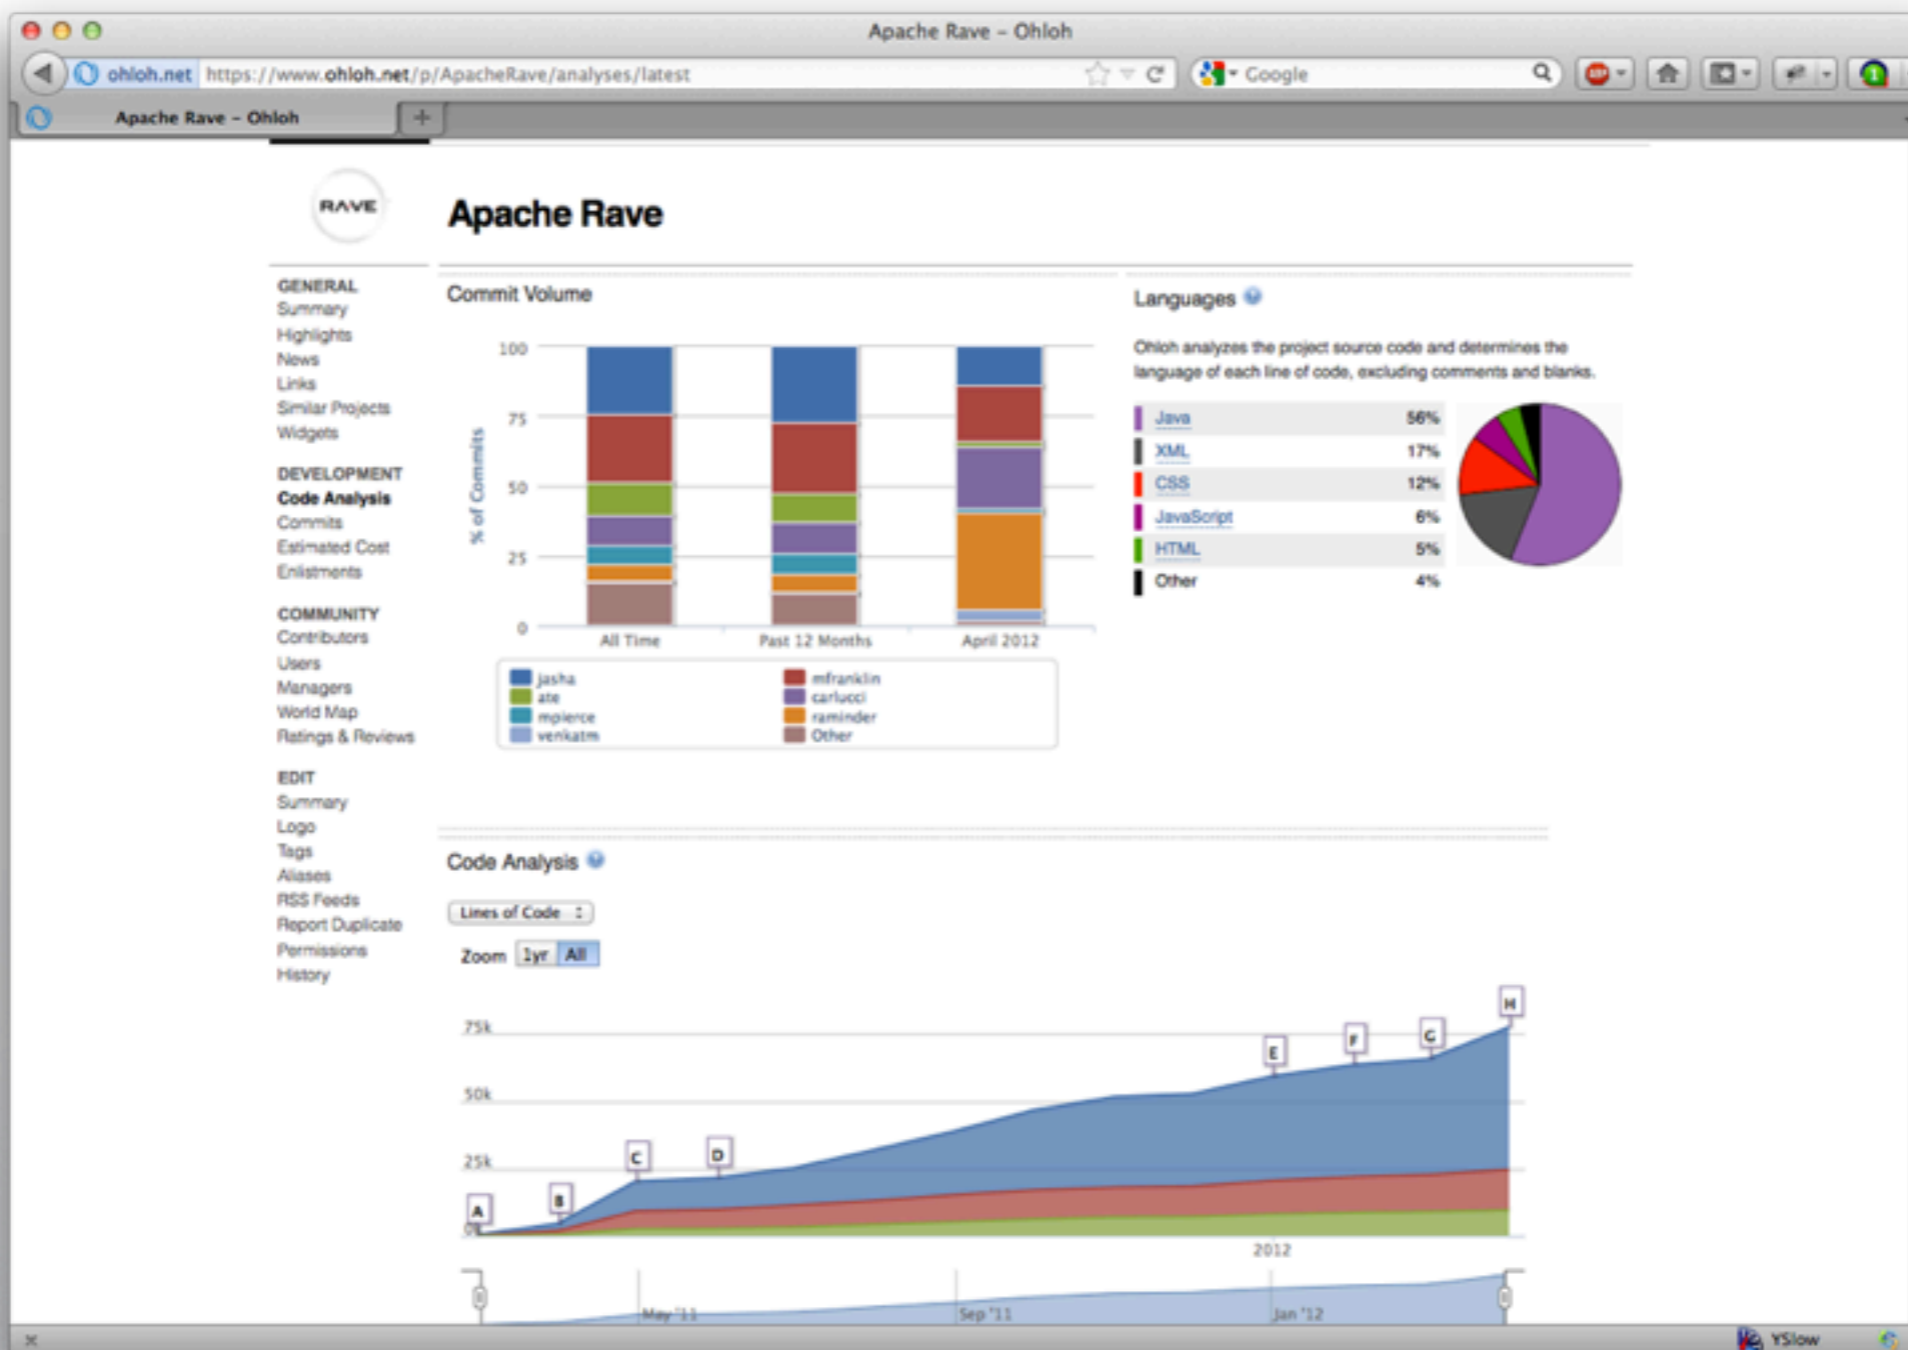 Apache Rave – Ohloh
ohloh.net https://www.ohloh.net/p/ApacheRave/analyses/latest
Google
ABP
1
Apache Rave – Ohloh
+
RAVE
Apache Rave
GENERAL
Summary
Highlights
News
Links
Similar Projects
Widgets
DEVELOPMENT
Code Analysis
Commits
Estimated Cost
Enlistments
COMMUNITY
Contributors
Users
Managers
World Map
Ratings & Reviews
EDIT
Summary
Logo
Tags
Aliases
RSS Feeds
Report Duplicate
Permissions
History
Commit Volume
% of Commits
100
75
50
25
0
All Time Past 12 Months April 2012
jasha mfranklin
ate carlucci
mpierce raminder
venkatm Other
Languages ?
Ohloh analyzes the project source code and determines the
language of each line of code, excluding comments and blanks.
Java 56%
XML 17%
CSS 12%
JavaScript 6%
HTML 5%
Other 4%
Code Analysis ?
Lines of Code
Zoom 1yr All
75k
50k
25k
A B C D E F G H
2012
May '11 Sep '11 Jan '12
YSlow